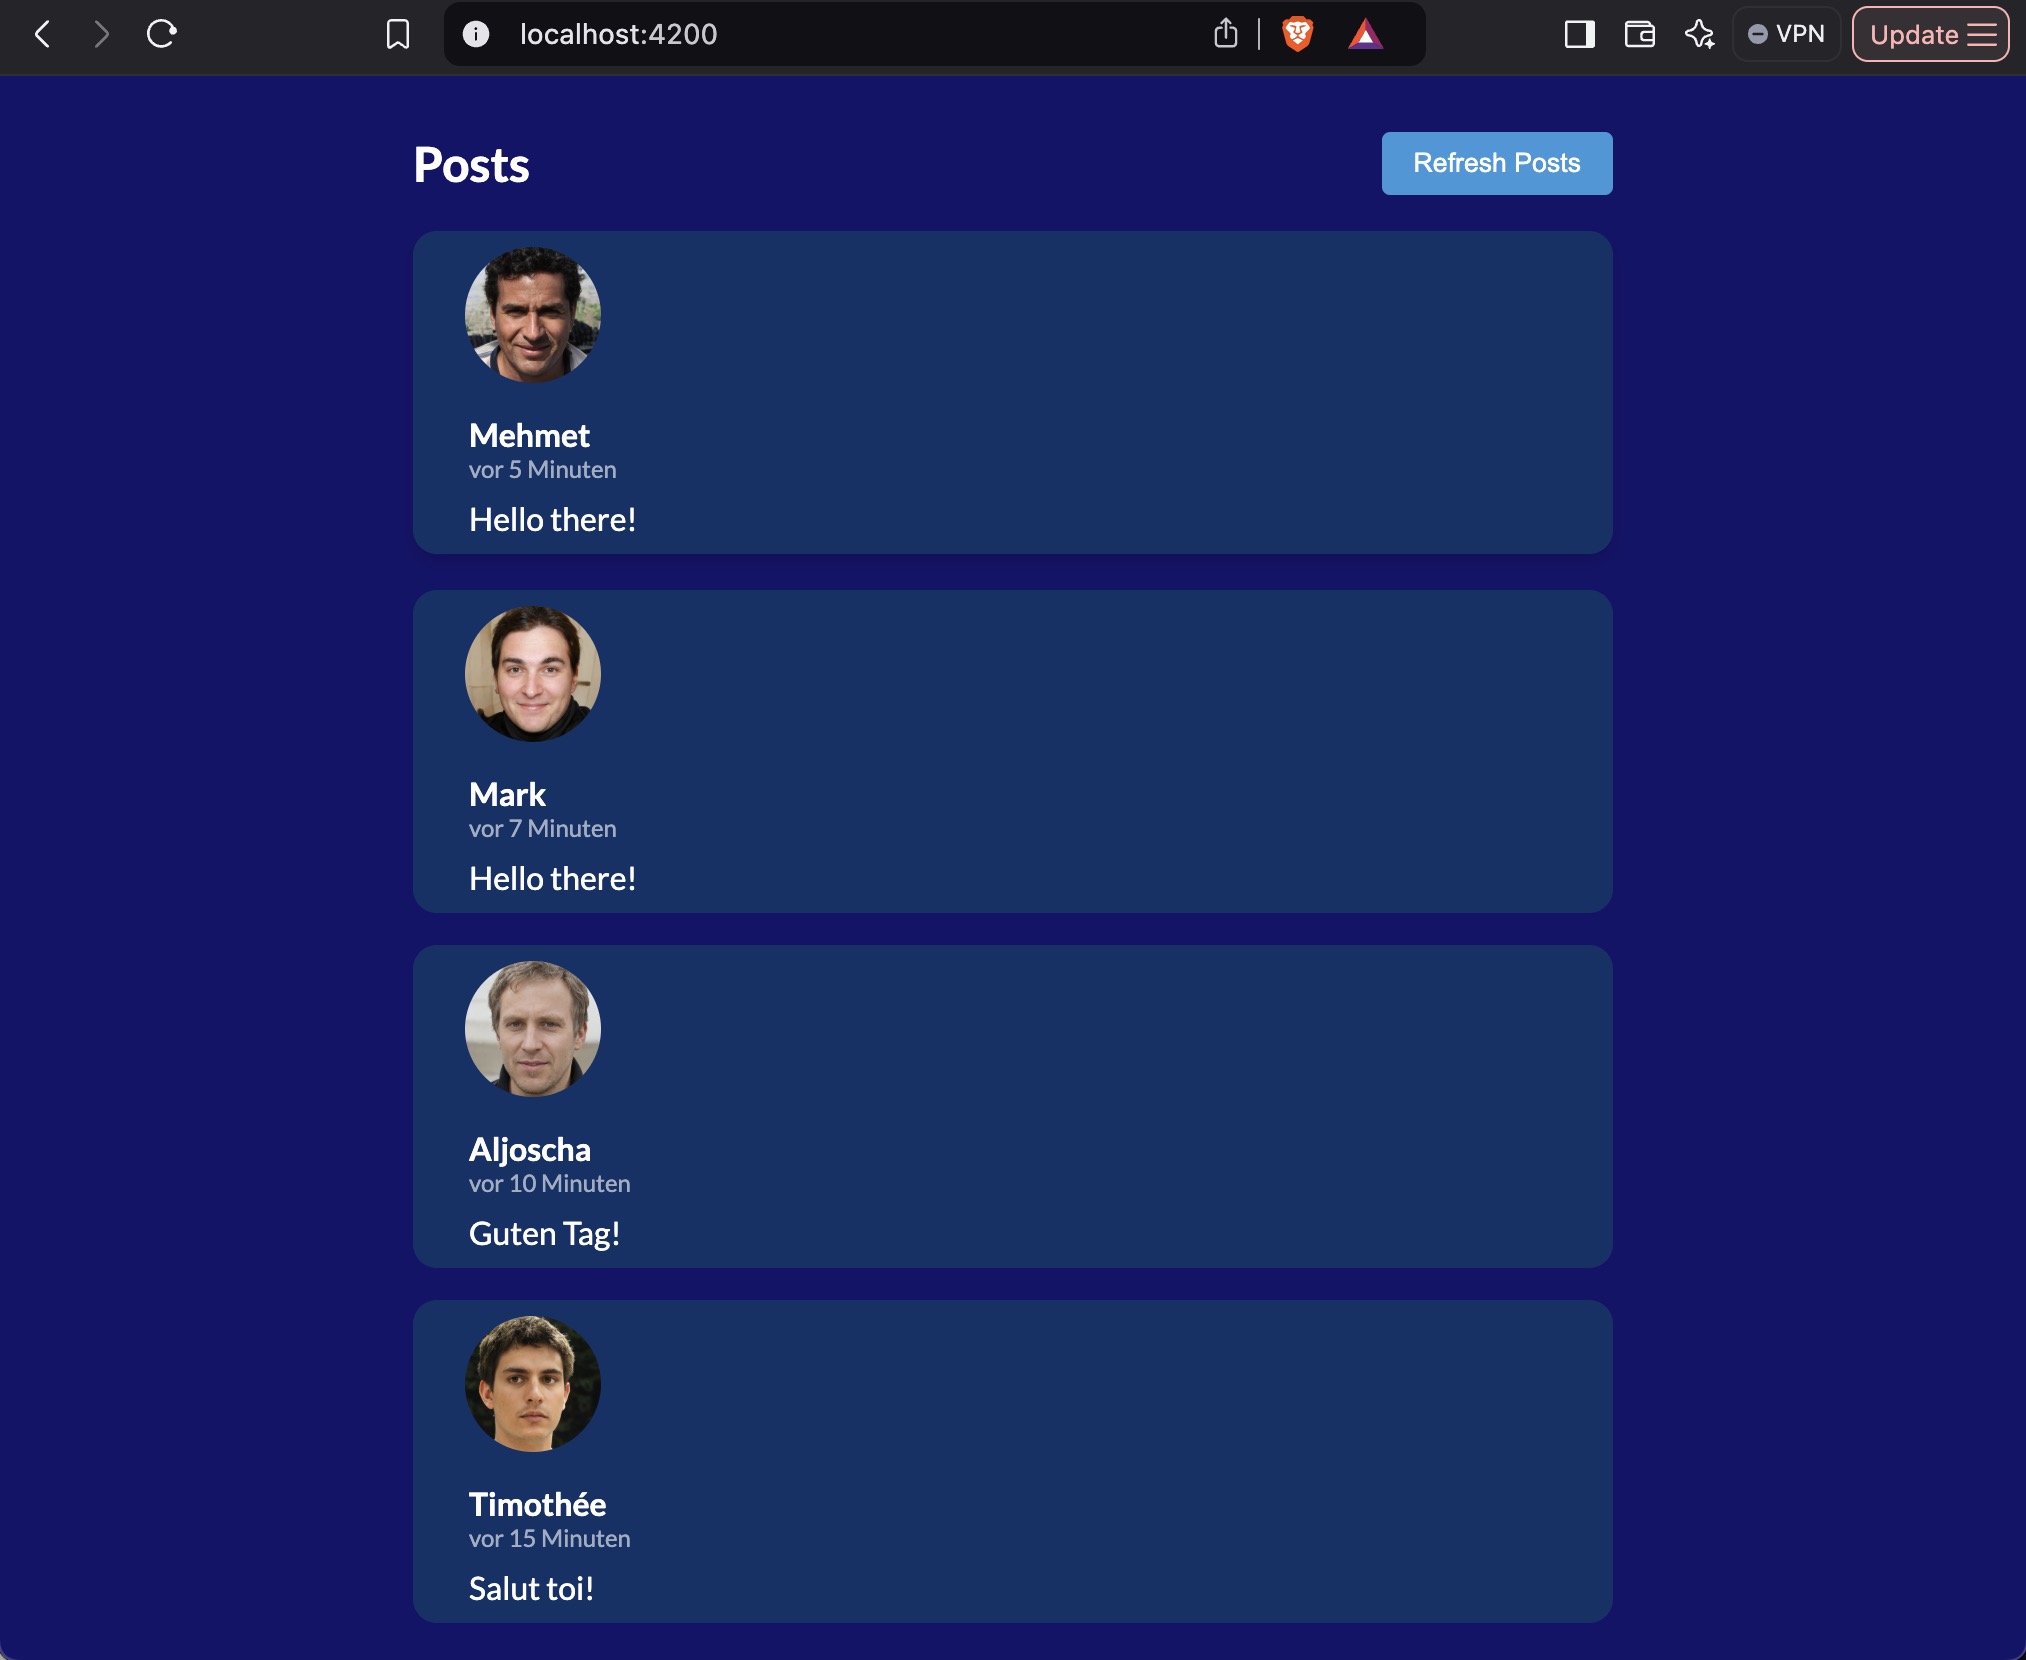 localhost:4200
VPN
Update
Posts
Refresh Posts
Mehmet
vor 5 Minuten
Hello there!
Mark
vor 7 Minuten
Hello there!
Aljoscha
vor 10 Minuten
Guten Tag!
Timothée
vor 15 Minuten
Salut toi!